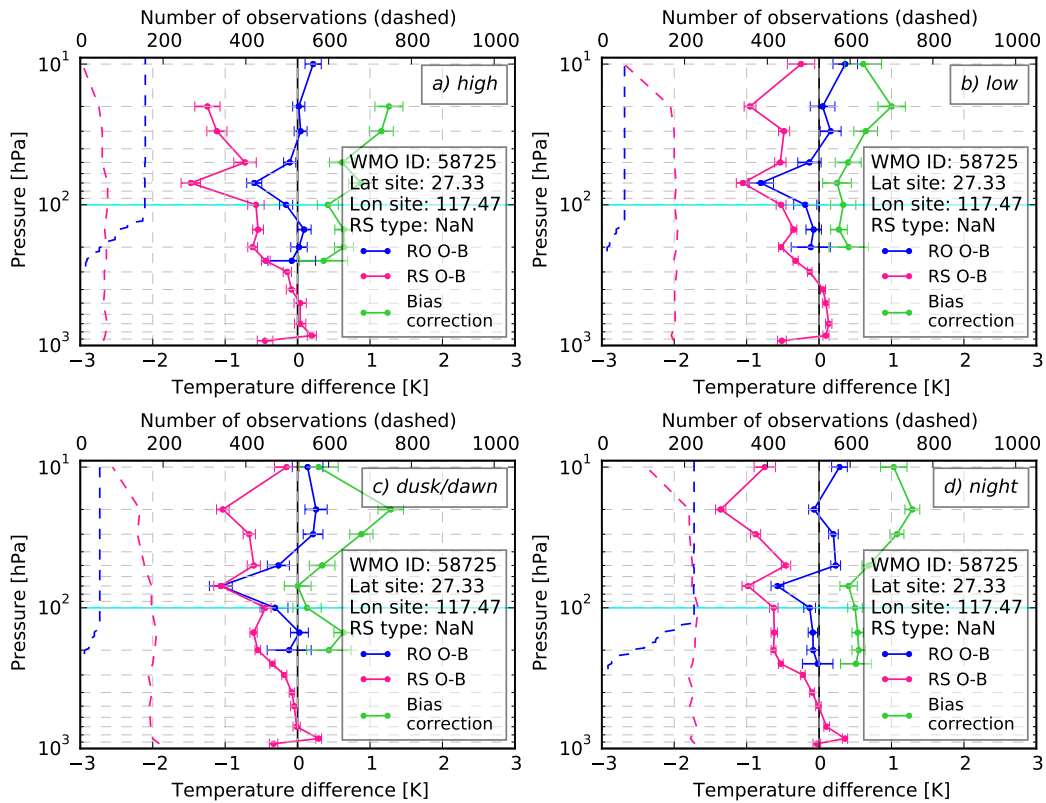 Number of observations (dashed)
0 200 400 600 800 1000
a) high
10^1
10^2
10^3
Pressure [hPa]
WMO ID: 58725
Lat site: 27.33
Lon site: 117.47
RS type: NaN
RO O-B
RS O-B
Bias
correction
−3 −2 −1 0 1 2 3
Temperature difference [K]
Number of observations (dashed)
0 200 400 600 800 1000
b) low
10^1
10^2
10^3
Pressure [hPa]
WMO ID: 58725
Lat site: 27.33
Lon site: 117.47
RS type: NaN
RO O-B
RS O-B
Bias
correction
−3 −2 −1 0 1 2 3
Temperature difference [K]
Number of observations (dashed)
0 200 400 600 800 1000
c) dusk/dawn
10^1
10^2
10^3
Pressure [hPa]
WMO ID: 58725
Lat site: 27.33
Lon site: 117.47
RS type: NaN
RO O-B
RS O-B
Bias
correction
−3 −2 −1 0 1 2 3
Temperature difference [K]
Number of observations (dashed)
0 200 400 600 800 1000
d) night
10^1
10^2
10^3
Pressure [hPa]
WMO ID: 58725
Lat site: 27.33
Lon site: 117.47
RS type: NaN
RO O-B
RS O-B
Bias
correction
−3 −2 −1 0 1 2 3
Temperature difference [K]